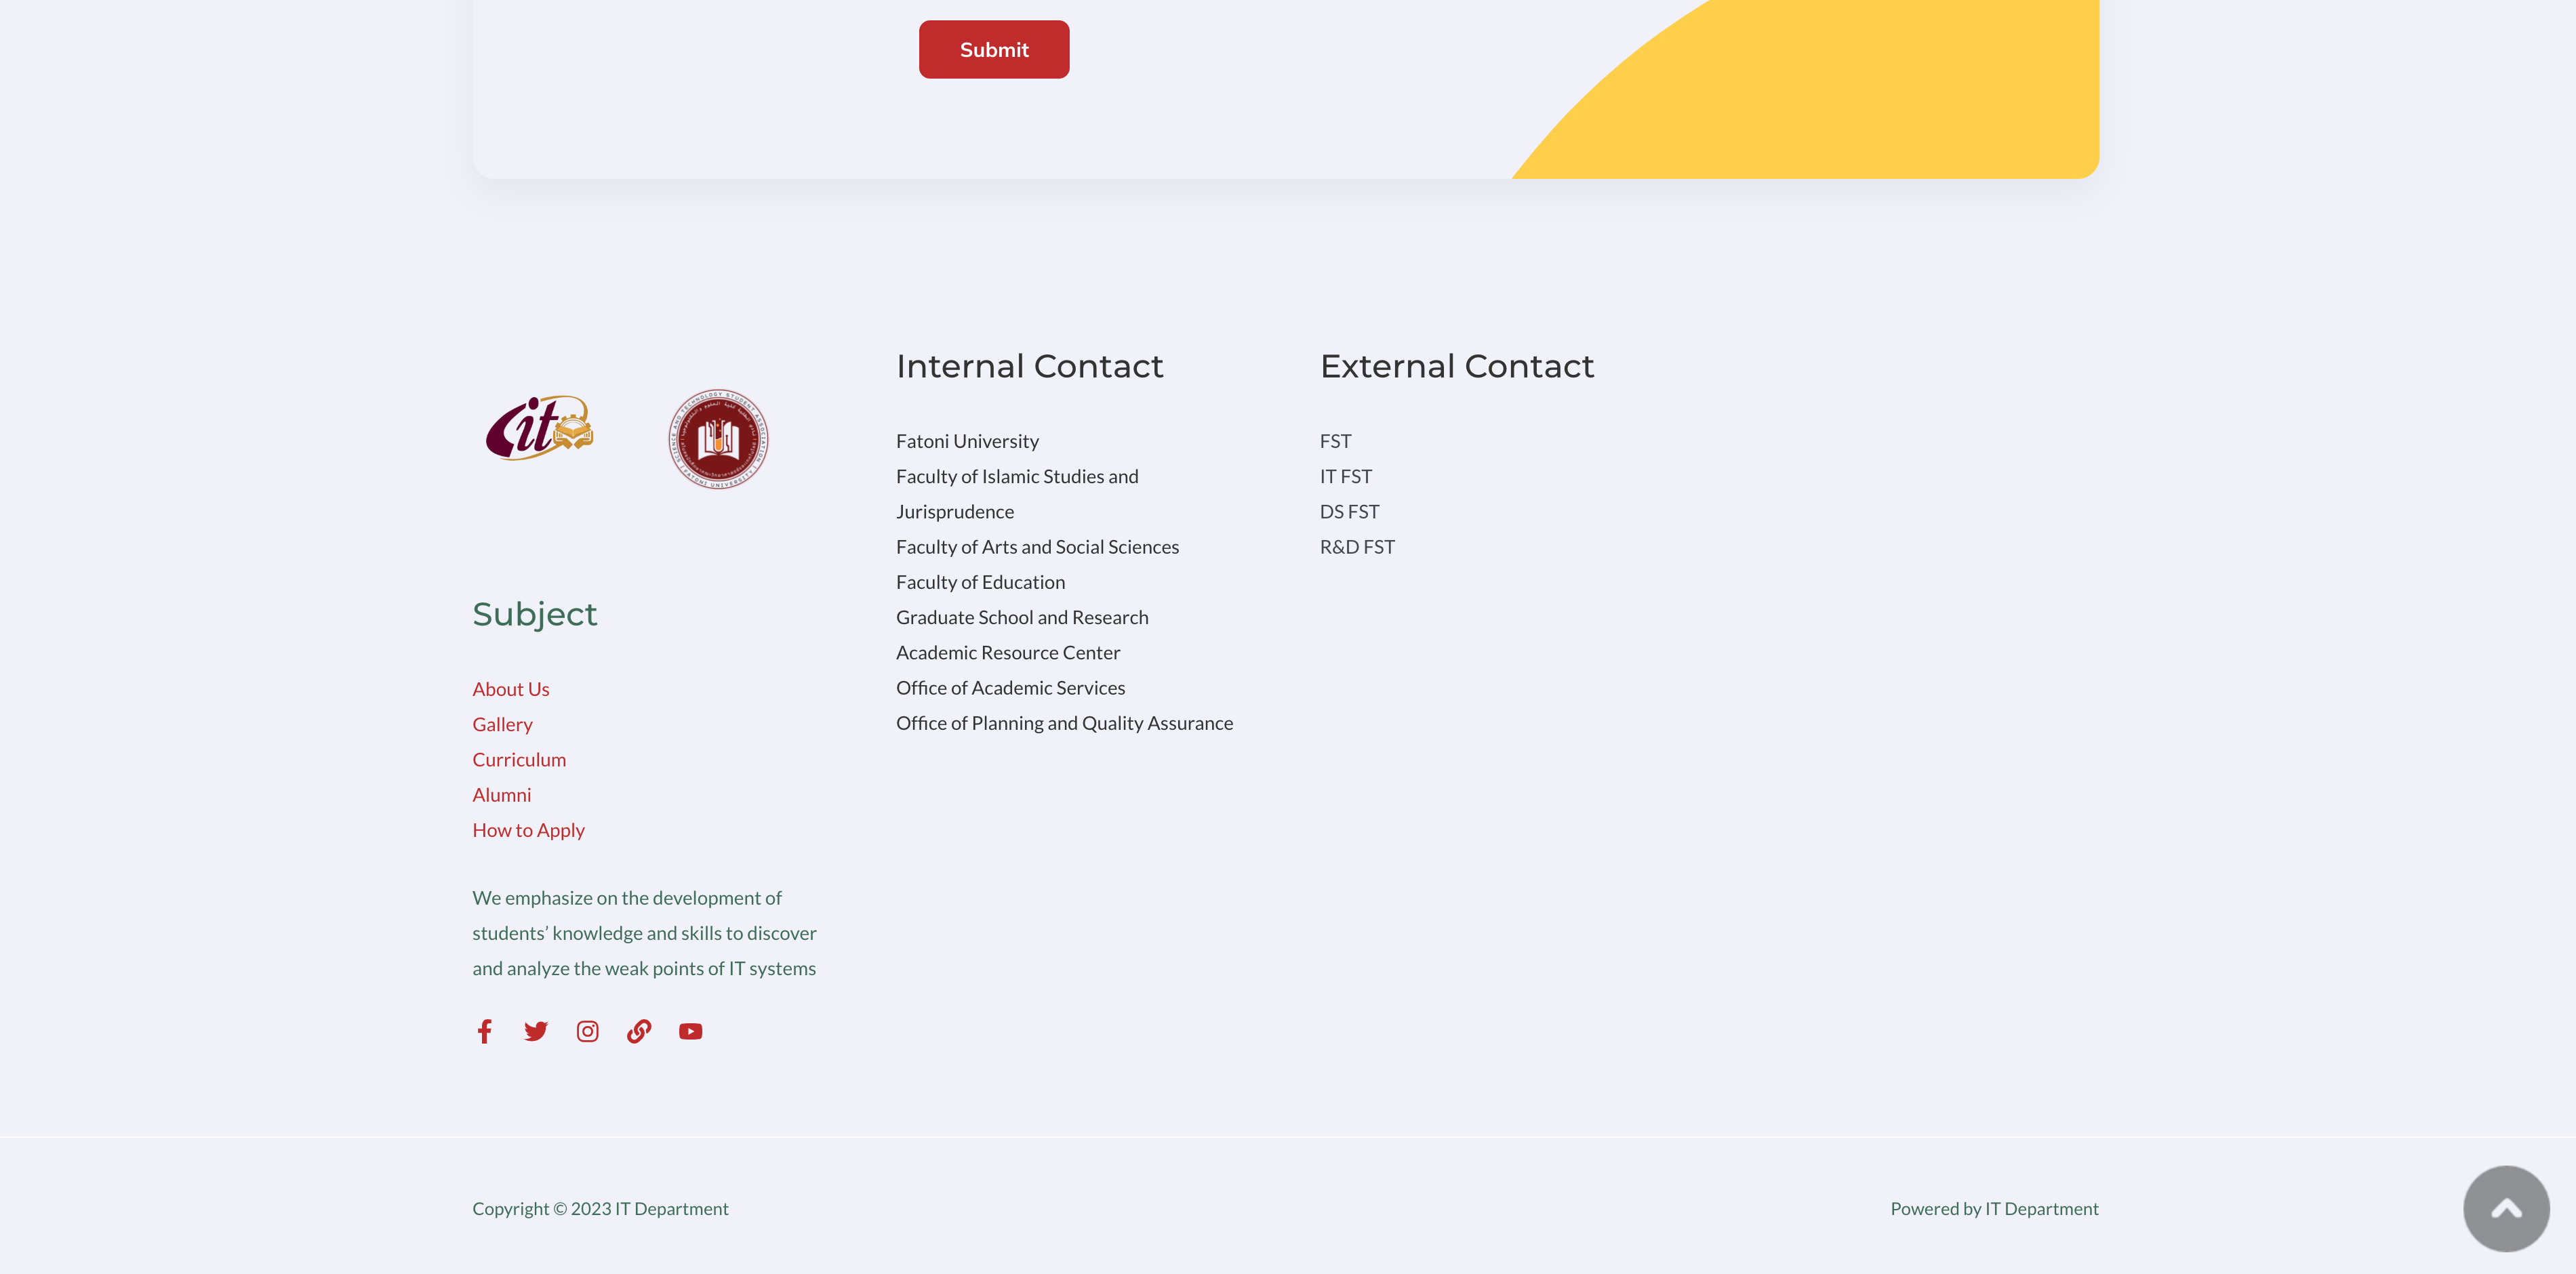 Submit
it
Internal Contact
Fatoni University
Faculty of Islamic Studies and
Jurisprudence
Faculty of Arts and Social Sciences
Faculty of Education
Graduate School and Research
Academic Resource Center
Office of Academic Services
Office of Planning and Quality Assurance
External Contact
FST
IT FST
DS FST
R&D FST
Subject
About Us
Gallery
Curriculum
Alumni
How to Apply
We emphasize on the development of
students’ knowledge and skills to discover
and analyze the weak points of IT systems
Copyright © 2023 IT Department
Powered by IT Department